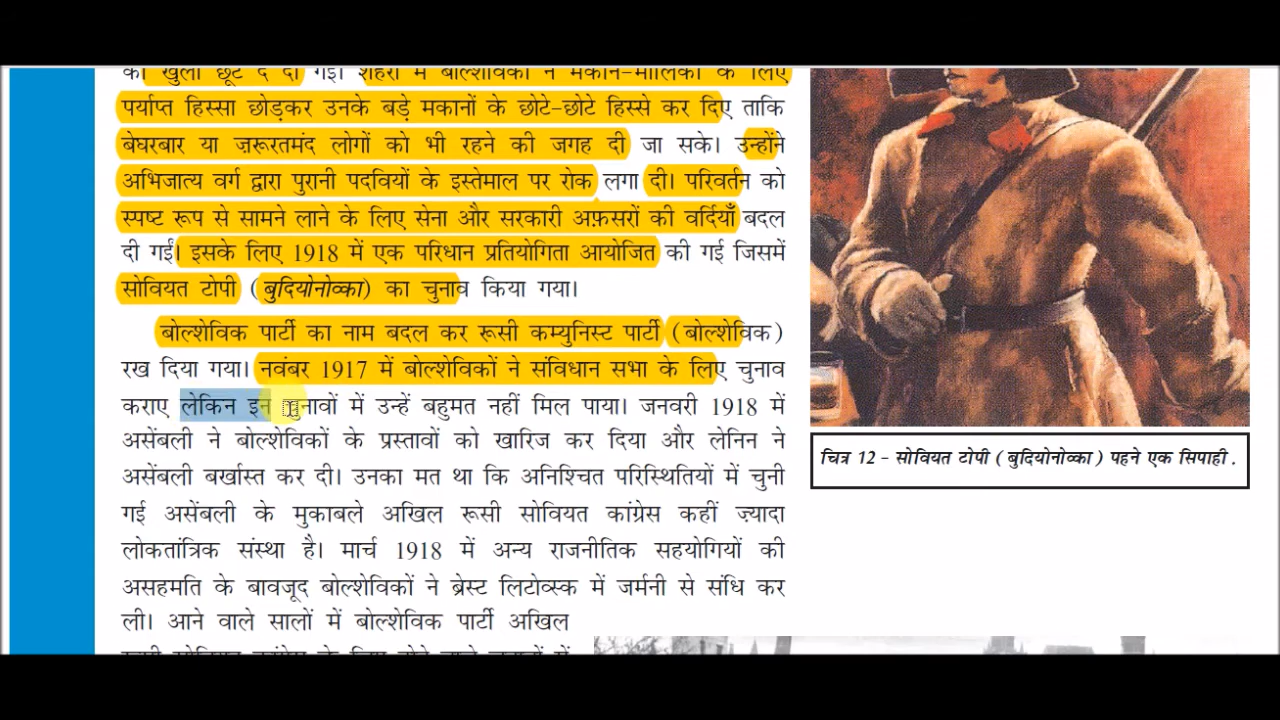 की खुली छूट दे दी गई। शहरों में बोल्शेविकों ने मकान-मालिकों के लिए
पर्याप्त हिस्सा छोड़कर उनके बड़े मकानों के छोटे-छोटे हिस्से कर दिए ताकि
बेघरबार या ज़रूरतमंद लोगों को भी रहने की जगह दी जा सके। उन्होंने
अभिजात्य वर्ग द्वारा पुरानी पदवियों के इस्तेमाल पर रोक लगा दी। परिवर्तन को
स्पष्ट रूप से सामने लाने के लिए सेना और सरकारी अफ़सरों की वर्दियाँ बदल
दी गईं। इसके लिए 1918 में एक परिधान प्रतियोगिता आयोजित की गई जिसमें
सोवियत टोपी (बुदियोनोव्का) का चुनाव किया गया।
बोल्शेविक पार्टी का नाम बदल कर रूसी कम्युनिस्ट पार्टी (बोल्शेविक)
रख दिया गया। नवंबर 1917 में बोल्शेविकों ने संविधान सभा के लिए चुनाव
कराए लेकिन इन चुनावों में उन्हें बहुमत नहीं मिल पाया। जनवरी 1918 में
असेंबली ने बोल्शेविकों के प्रस्तावों को खारिज कर दिया और लेनिन ने
असेंबली बर्खास्त कर दी। उनका मत था कि अनिश्चित परिस्थितियों में चुनी
गई असेंबली के मुकाबले अखिल रूसी सोवियत कांग्रेस कहीं ज़्यादा
लोकतांत्रिक संस्था है। मार्च 1918 में अन्य राजनीतिक सहयोगियों की
असहमति के बावजूद बोल्शेविकों ने ब्रेस्ट लिटोव्स्क में जर्मनी से संधि कर
ली। आने वाले सालों में बोल्शेविक पार्टी अखिल
चित्र 12 - सोवियत टोपी (बुदियोनोव्का) पहने एक सिपाही.